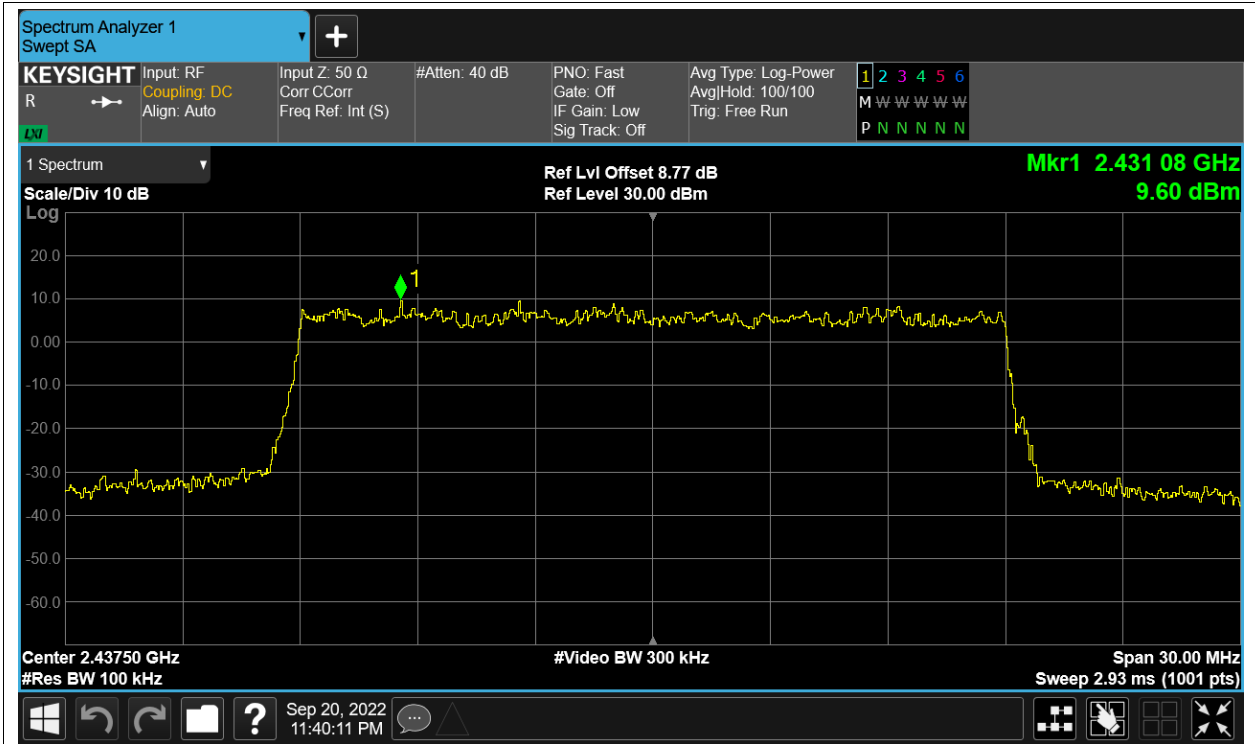 Spectrum Analyzer 1
Swept SA
+
KEYSIGHT
R
LXI
Input: RF
Coupling: DC
Align: Auto
Input Z: 50 Ω
Corr CCorr
Freq Ref: Int (S)
#Atten: 40 dB
PNO: Fast
Gate: Off
IF Gain: Low
Sig Track: Off
Avg Type: Log-Power
Avg|Hold: 100/100
Trig: Free Run
1 2 3 4 5 6
M W W W W W
P N N N N N
1 Spectrum
Scale/Div 10 dB
Log
Ref Lvl Offset 8.77 dB
Ref Level 30.00 dBm
Mkr1 2.431 08 GHz
9.60 dBm
20.0
10.0
0.00
-10.0
-20.0
-30.0
-40.0
-50.0
-60.0
1
Center 2.43750 GHz
#Res BW 100 kHz
#Video BW 300 kHz
Span 30.00 MHz
Sweep 2.93 ms (1001 pts)
?
Sep 20, 2022
11:40:11 PM